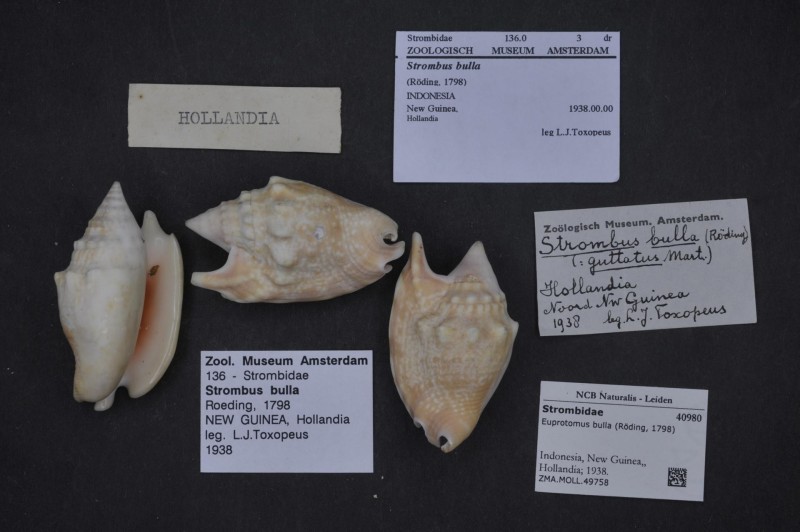 HOLLANDIA
Strombidae 136.0 3 dr
ZOOLOGISCH MUSEUM AMSTERDAM
Strombus bulla
(Röding, 1798)
INDONESIA
New Guinea, 1938.00.00
Hollandia
leg L.J.Toxopeus
Zoölogisch Museum, Amsterdam.
Strombus bulla (Röding)
(: guttatus Mart.)
Hollandia
Noord Nw Guinea
1938 leg. L. J. Toxopeus
Zool. Museum Amsterdam
136 - Strombidae
Strombus bulla
Roeding, 1798
NEW GUINEA, Hollandia
leg. L.J.Toxopeus
1938
NCB Naturalis - Leiden
Strombidae 40980
Euprotomus bulla (Röding, 1798)
Indonesia, New Guinea,,
Hollandia; 1938.
ZMA.MOLL.49758